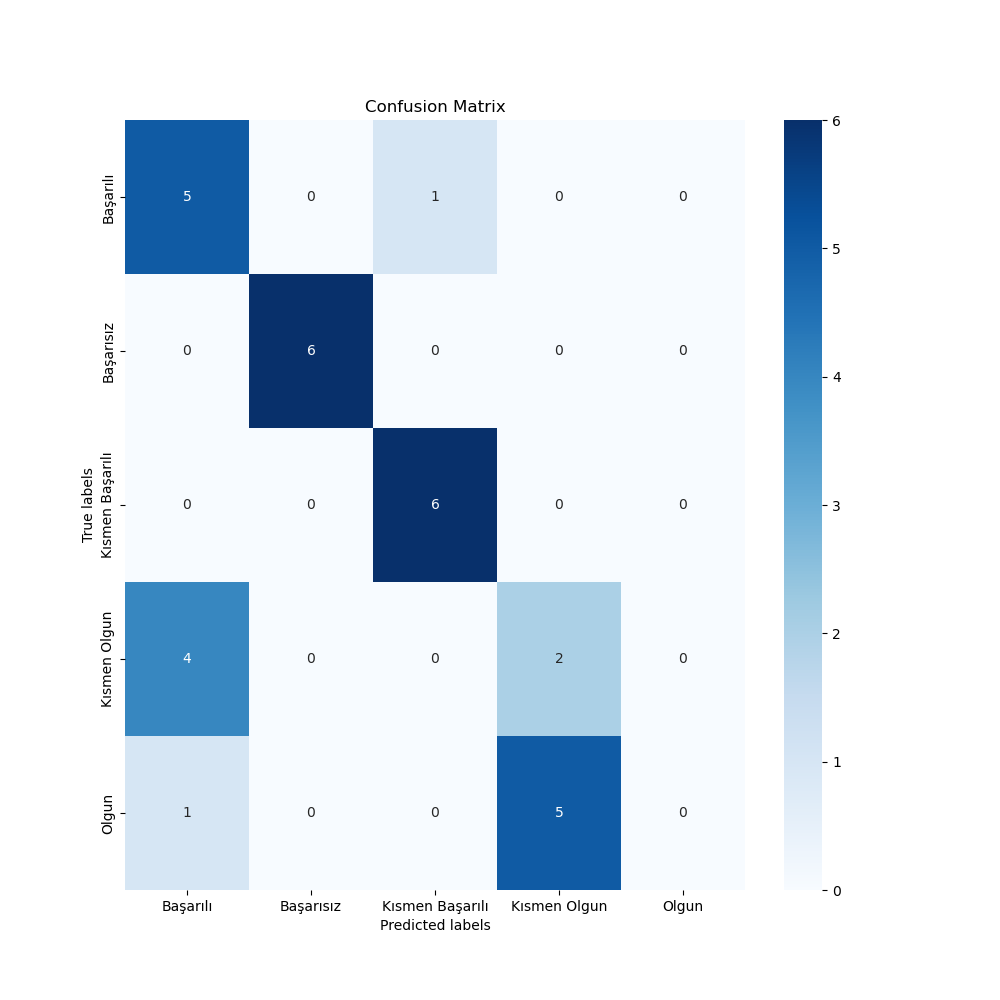 Confusion Matrix
True labels
Başarılı
5 0 1 0 0
Başarısız
0 6 0 0 0
Kısmen Başarılı
0 0 6 0 0
Kısmen Olgun
4 0 0 2 0
Olgun
1 0 0 5 0
Başarılı Başarısız Kısmen Başarılı Kısmen Olgun Olgun
Predicted labels
6
5
4
3
2
1
0